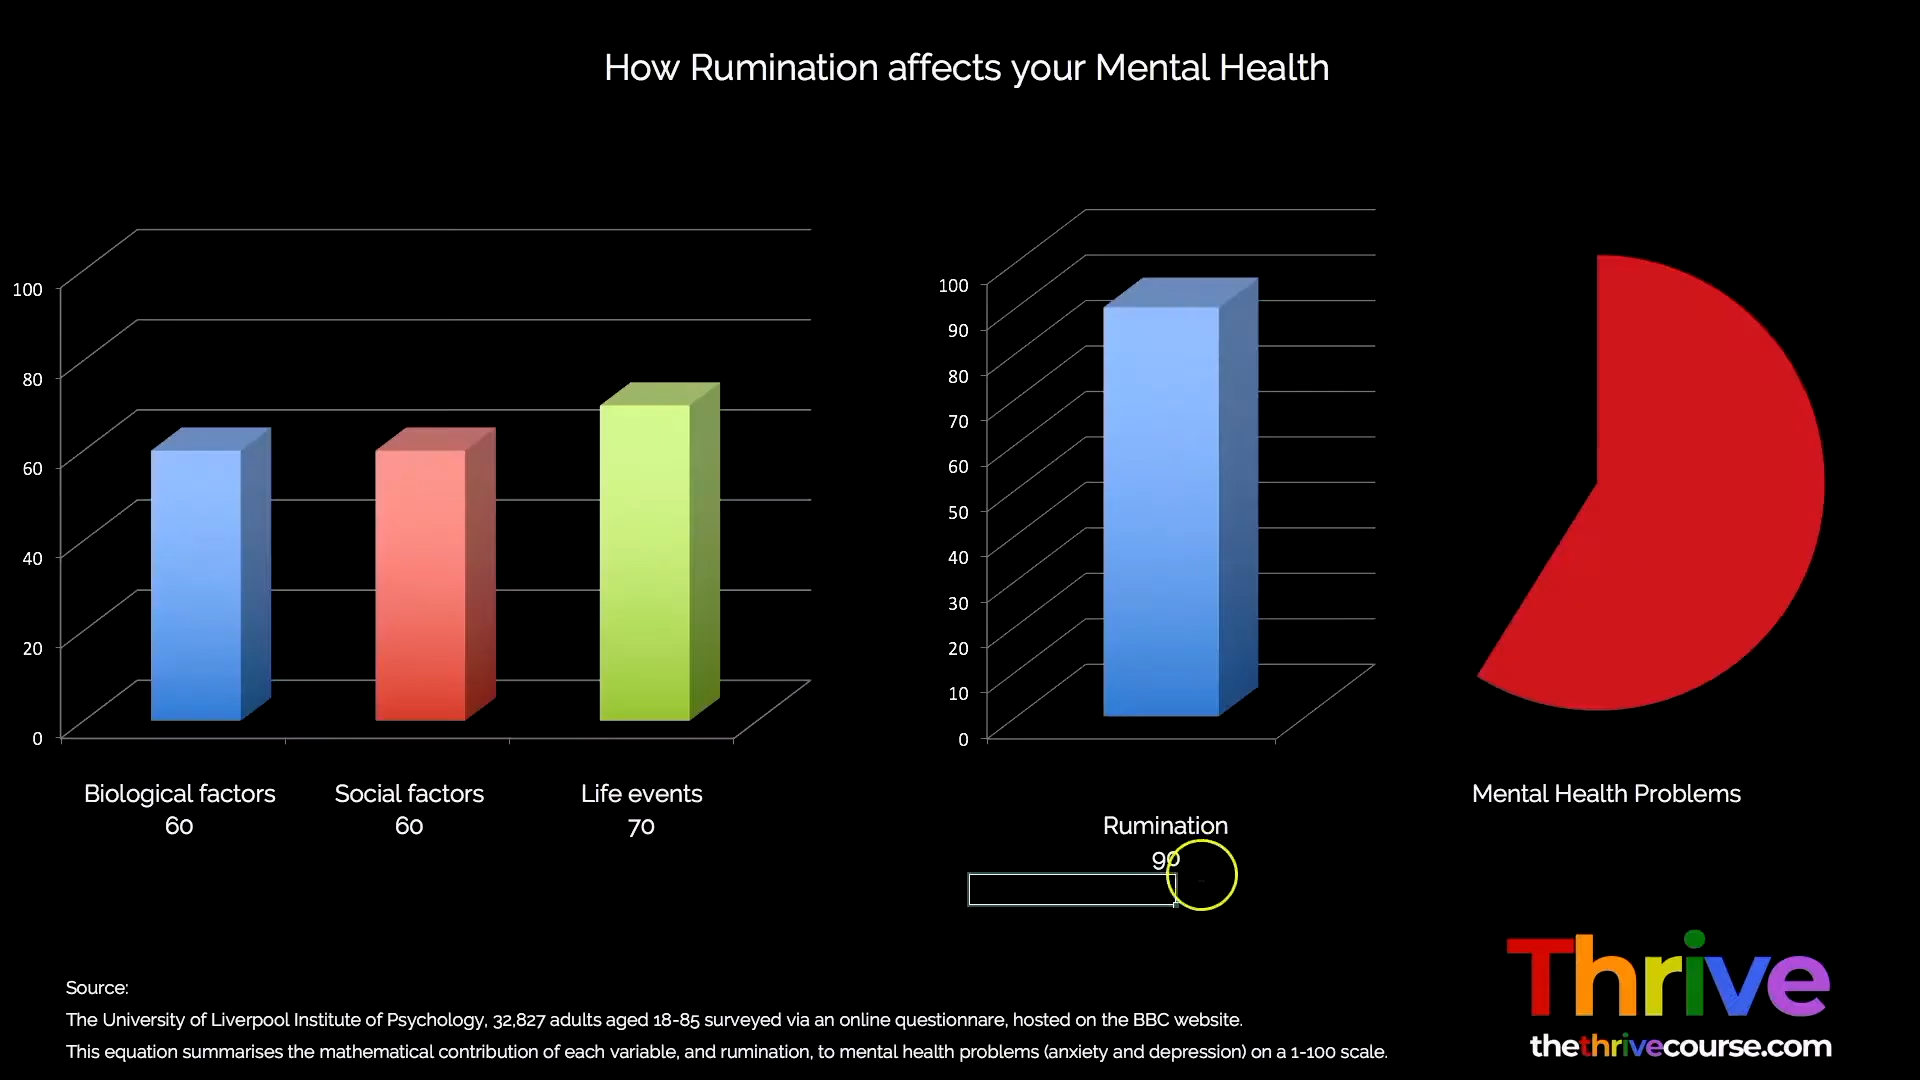 How Rumination affects your Mental Health
100
80
60
40
20
0
Biological factors
60
Social factors
60
Life events
70
100
90
80
70
60
50
40
30
20
10
0
Rumination
90
Mental Health Problems
Source:
The University of Liverpool Institute of Psychology, 32,827 adults aged 18-85 surveyed via an online questionnare, hosted on the BBC website.
This equation summarises the mathematical contribution of each variable, and rumination, to mental health problems (anxiety and depression) on a 1-100 scale.
Thrive
thethrivecourse.com